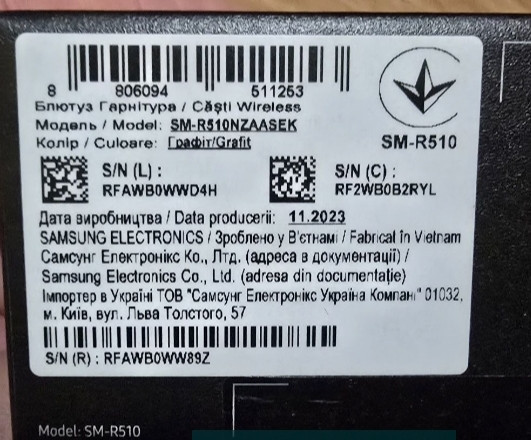 8 806094 511253
Блютуз Гарнітура / Căști Wireless
Модель / Model: SM-R510NZAASEK
Колір / Culoare: Графіт/Grafit
SM-R510
S/N (L) :
RFAWB0WWD4H
S/N (C) :
RF2WB0B2RYL
Дата виробництва / Data producerii: 11.2023
SAMSUNG ELECTRONICS / Зроблено у В'єтнамі / Fabricat în Vietnam
Самсунг Електронікс Ко., Лтд. (адреса в документації) /
Samsung Electronics Co., Ltd. (adresa din documentație)
Імпортер в Україні ТОВ "Самсунг Електронікс Україна Компані" 01032,
м. Київ, вул. Льва Толстого, 57
S/N (R) : RFAWB0WW89Z
Model: SM-R510